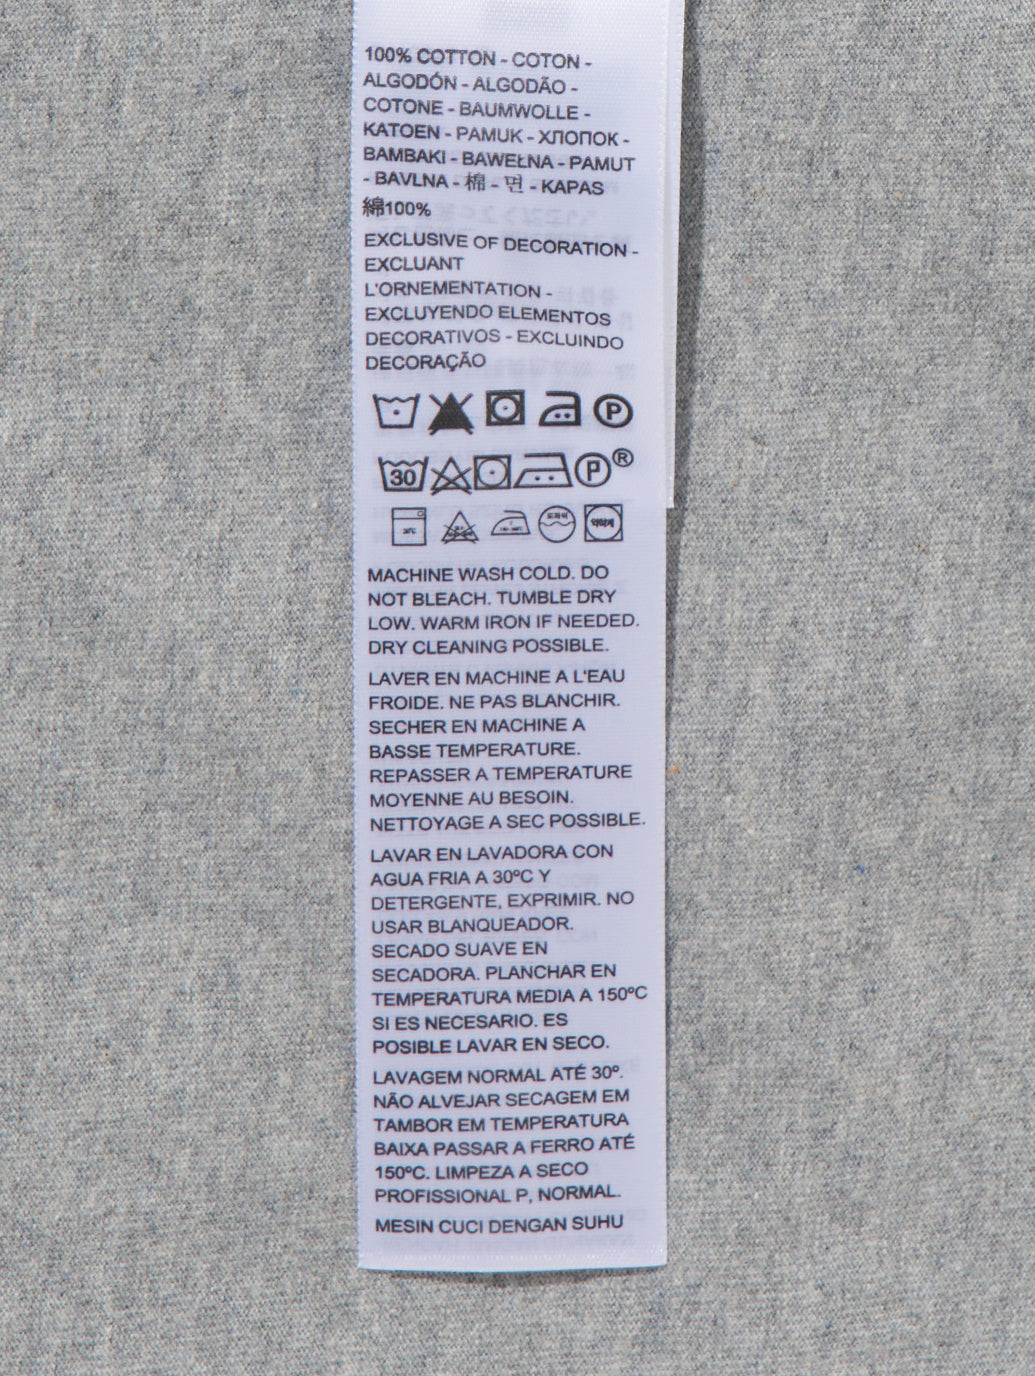 100% COTTON - COTON -
ALGODÓN - ALGODÃO -
COTONE - BAUMWOLLE -
KATOEN - PAMUK - ХЛОПОК -
BAMBAKI - BAWEŁNA - PAMUT
- BAVLNA - 棉 - 면 - KAPAS
綿100%
EXCLUSIVE OF DECORATION -
EXCLUANT
L'ORNEMENTATION -
EXCLUYENDO ELEMENTOS
DECORATIVOS - EXCLUINDO
DECORAÇÃO
P
30 P ®
MACHINE WASH COLD. DO
NOT BLEACH. TUMBLE DRY
LOW. WARM IRON IF NEEDED.
DRY CLEANING POSSIBLE.
LAVER EN MACHINE A L'EAU
FROIDE. NE PAS BLANCHIR.
SECHER EN MACHINE A
BASSE TEMPERATURE.
REPASSER A TEMPERATURE
MOYENNE AU BESOIN.
NETTOYAGE A SEC POSSIBLE.
LAVAR EN LAVADORA CON
AGUA FRIA A 30ºC Y
DETERGENTE, EXPRIMIR. NO
USAR BLANQUEADOR.
SECADO SUAVE EN
SECADORA. PLANCHAR EN
TEMPERATURA MEDIA A 150ºC
SI ES NECESARIO. ES
POSIBLE LAVAR EN SECO.
LAVAGEM NORMAL ATÉ 30º.
NÃO ALVEJAR SECAGEM EM
TAMBOR EM TEMPERATURA
BAIXA PASSAR A FERRO ATÉ
150ºC. LIMPEZA A SECO
PROFISSIONAL P, NORMAL.
MESIN CUCI DENGAN SUHU